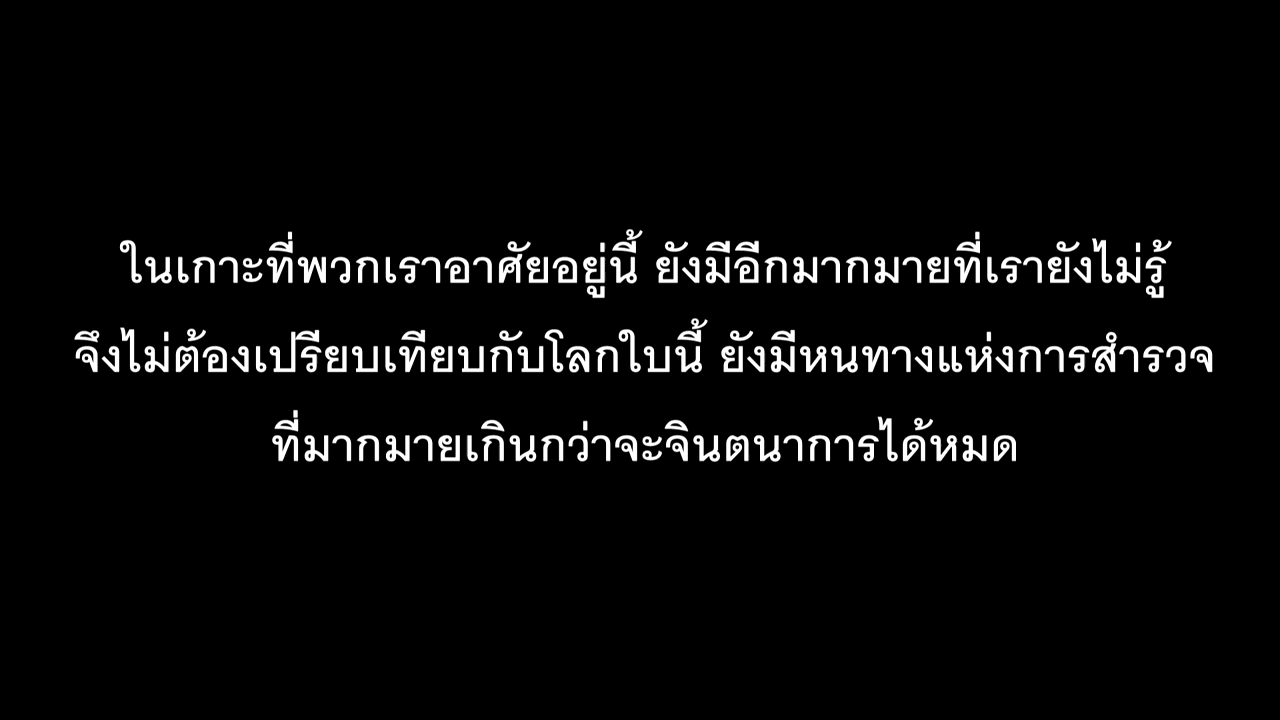 ในเกาะที่พวกเราอาศัยอยู่นี้ ยังมีอีกมากมายที่เรายังไม่รู้
จึงไม่ต้องเปรียบเทียบกับโลกใบนี้ ยังมีหนทางแห่งการสำรวจ
ที่มากมายเกินกว่าจะจินตนาการได้หมด